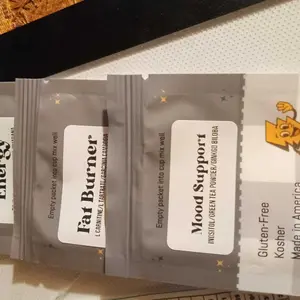 Energy
Empty packet into cup mix well
Fat Burner
Empty packet into cup mix well
Mood Support
INOSITOL/GREEN TEA POWDER/GINKGO BILOBA
Gluten-Free
Kosher
Made in America